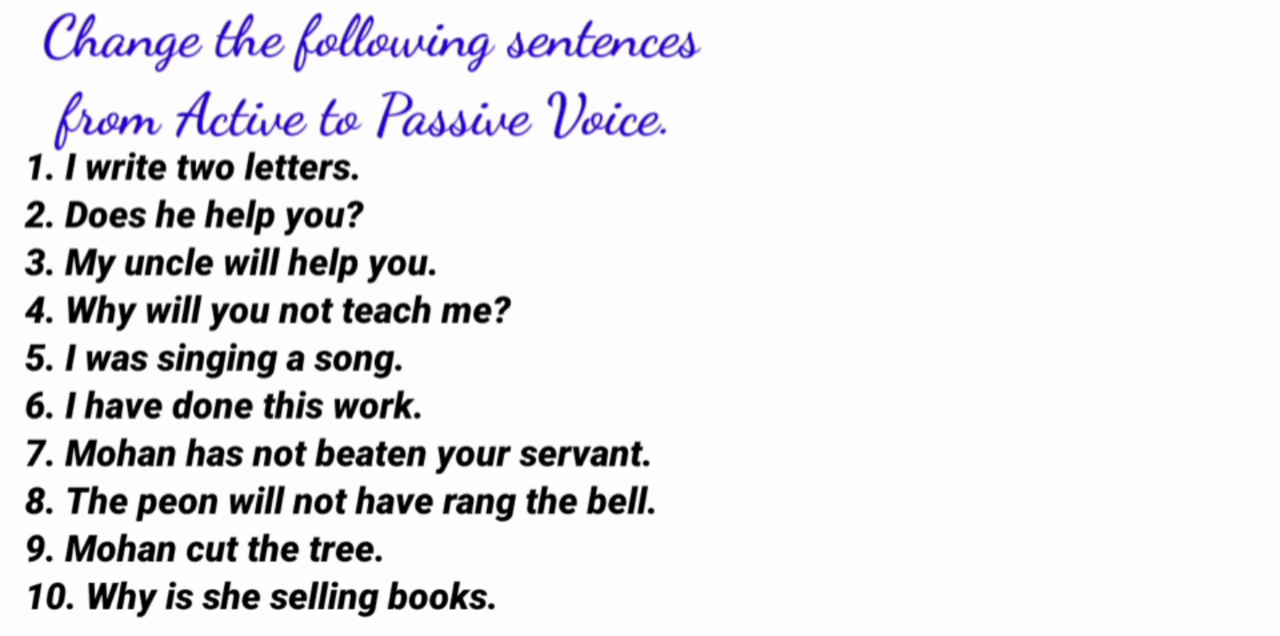 Change the following sentences
from Active to Passive Voice.
1. I write two letters.
2. Does he help you?
3. My uncle will help you.
4. Why will you not teach me?
5. I was singing a song.
6. I have done this work.
7. Mohan has not beaten your servant.
8. The peon will not have rang the bell.
9. Mohan cut the tree.
10. Why is she selling books.